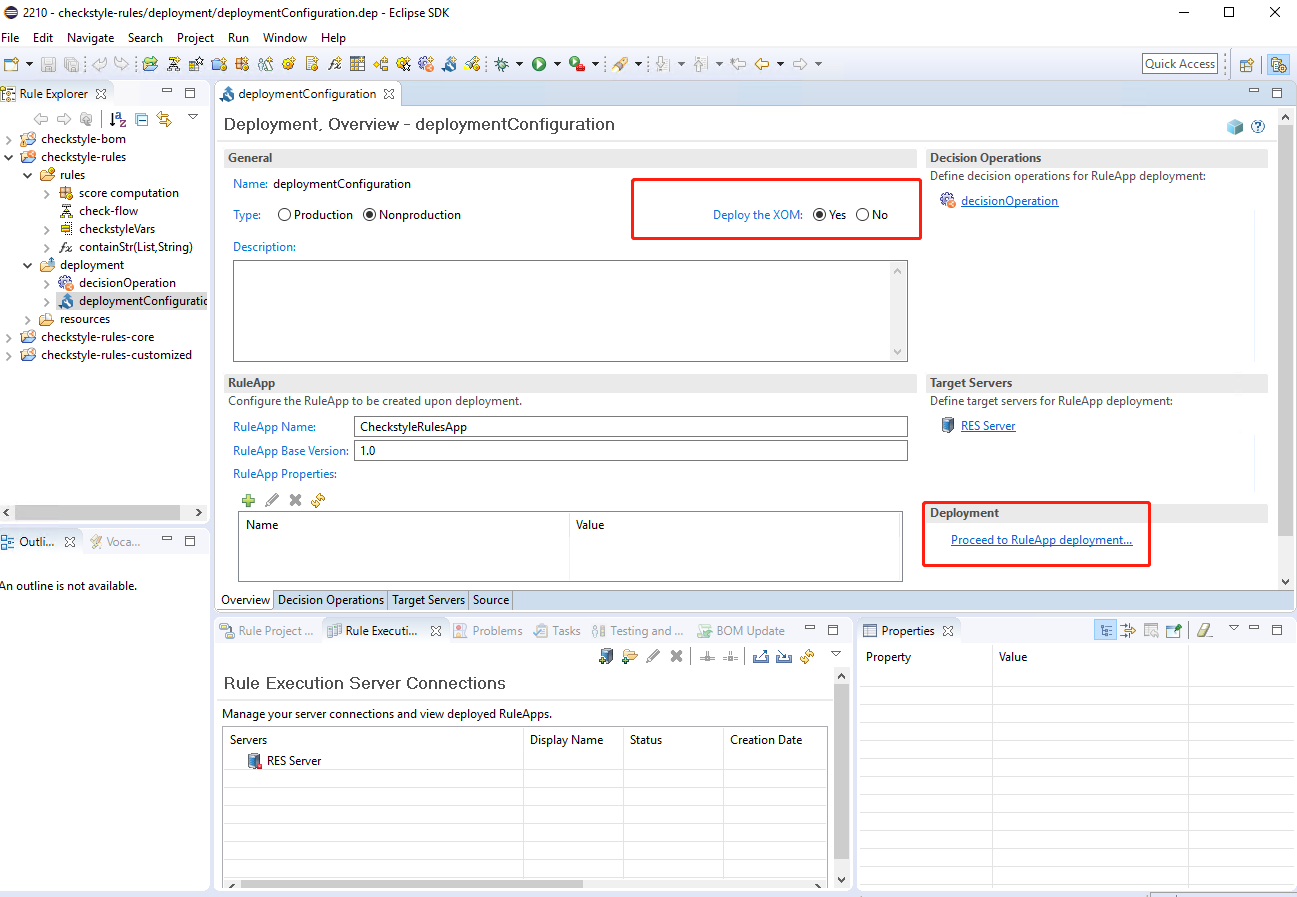 2210 - checkstyle-rules/deployment/deploymentConfiguration.dep - Eclipse SDK
File Edit Navigate Search Project Run Window Help
Quick Access
Rule Explorer
checkstyle-bom
checkstyle-rules
rules
score computation
check-flow
checkstyleVars
containStr(List,String)
deployment
decisionOperation
deploymentConfiguratio
resources
checkstyle-rules-core
checkstyle-rules-customized
Outli...
Voca...
An outline is not available.
deploymentConfiguration
Deployment, Overview - deploymentConfiguration
General
Name: deploymentConfiguration
Type: Production Nonproduction
Deploy the XOM: Yes No
Description:
RuleApp
Configure the RuleApp to be created upon deployment.
RuleApp Name: CheckstyleRulesApp
RuleApp Base Version: 1.0
RuleApp Properties:
Name Value
Decision Operations
Define decision operations for RuleApp deployment:
decisionOperation
Target Servers
Define target servers for RuleApp deployment:
RES Server
Deployment
Proceed to RuleApp deployment...
Overview Decision Operations Target Servers Source
Rule Project ... Rule Executi... Problems Tasks Testing and ... BOM Update
Rule Execution Server Connections
Manage your server connections and view deployed RuleApps.
Servers Display Name Status Creation Date
RES Server
Properties
Property Value